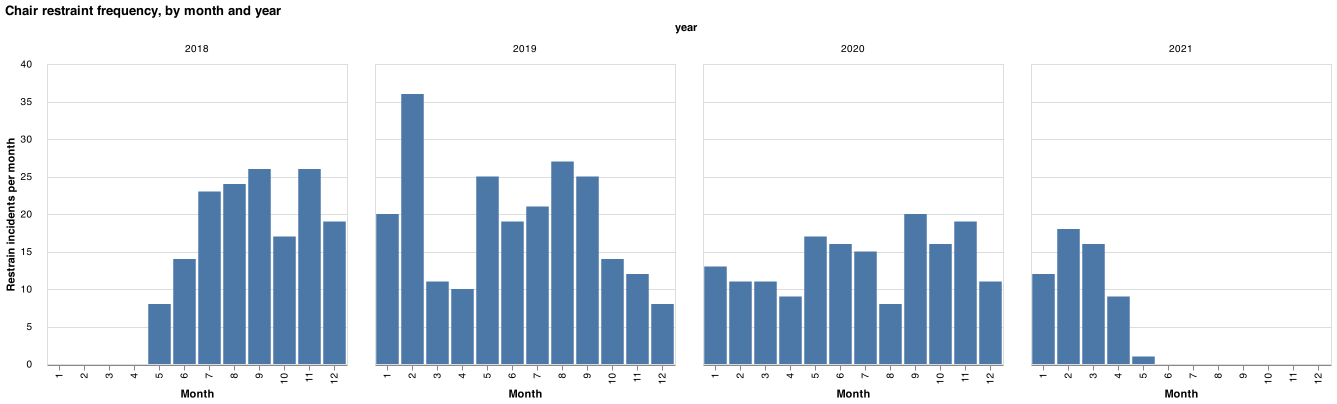 Chair restraint frequency, by month and year
year
2018 2019 2020 2021
Restrain incidents per month
40
35
30
25
20
15
10
5
0
1 2 3 4 5 6 7 8 9 10 11 12 1 2 3 4 5 6 7 8 9 10 11 12 1 2 3 4 5 6 7 8 9 10 11 12 1 2 3 4 5 6 7 8 9 10 11 12
Month Month Month Month